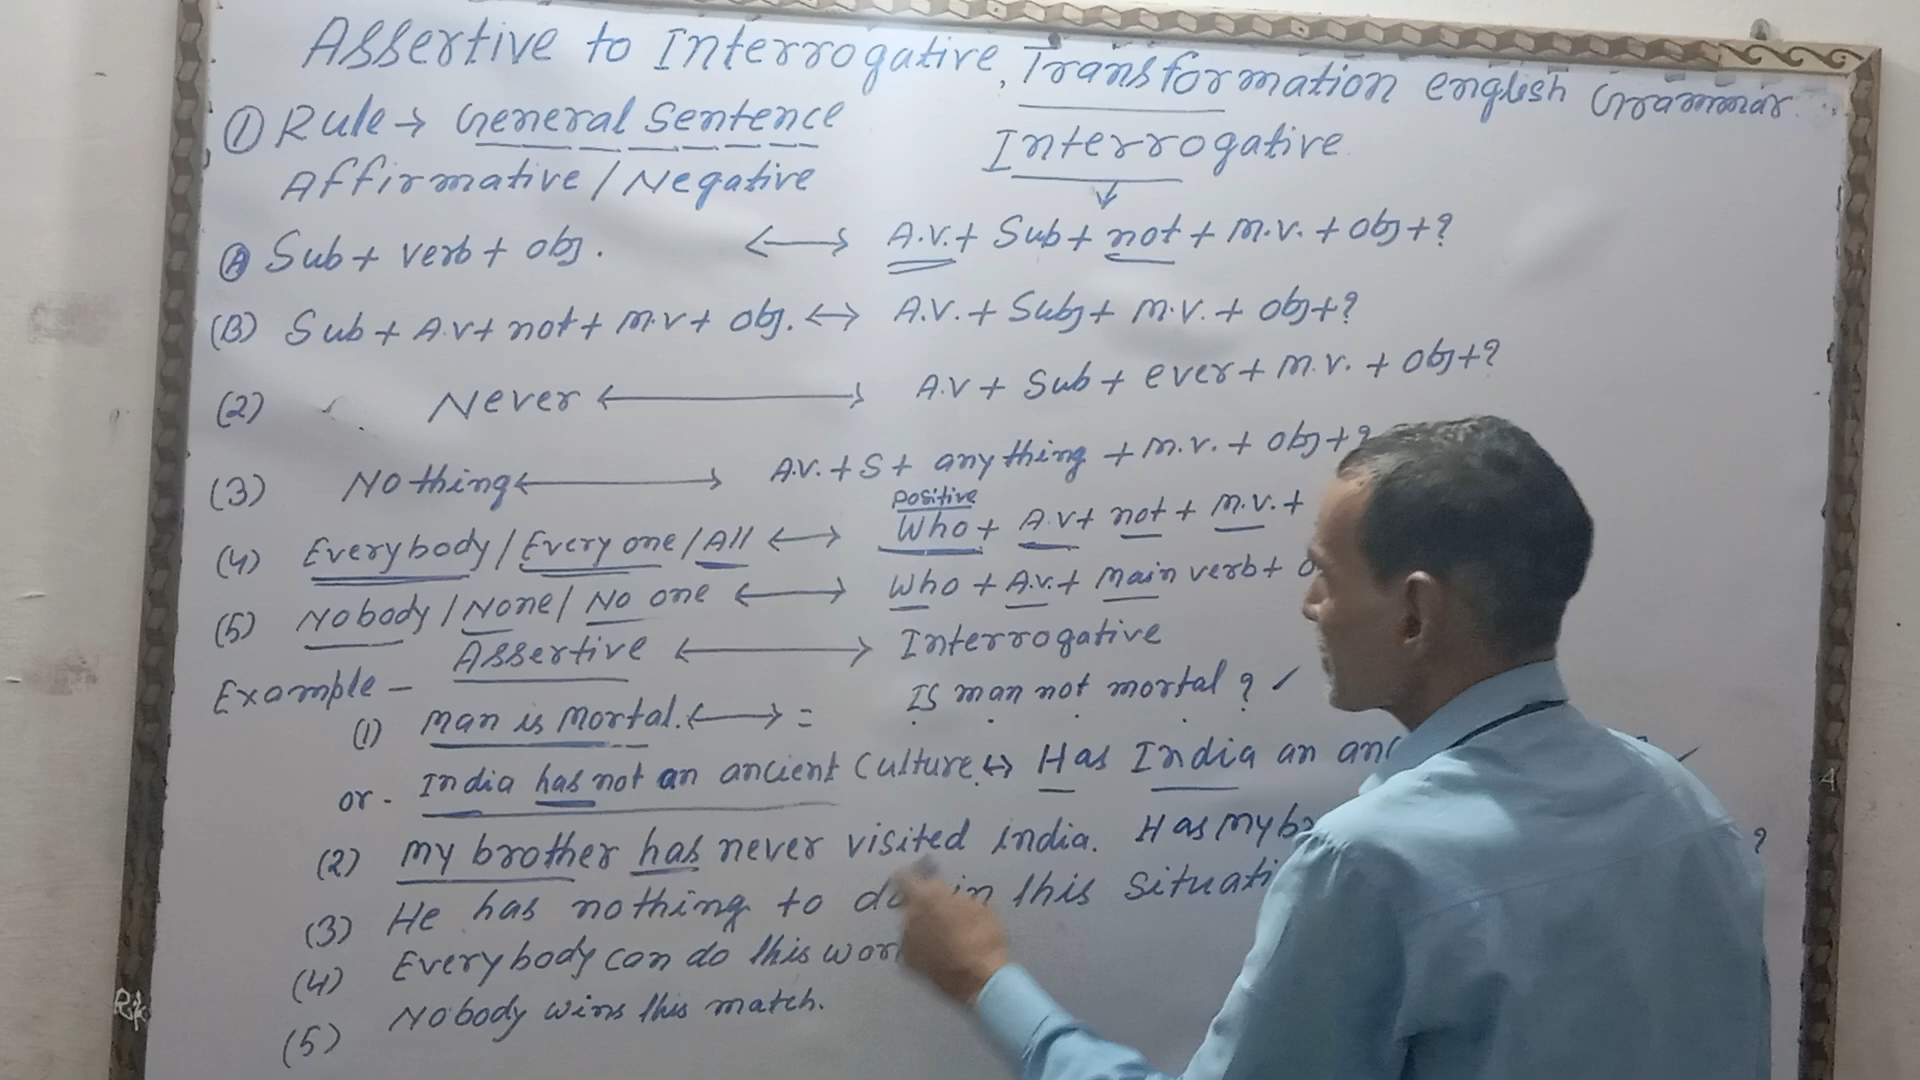 Assertive to Interrogative, Transformation english Grammar
① Rule → General Sentence Interrogative
Affirmative / Negative ↓
Ⓐ Sub + verb + obj. ↔ A.V. + Sub + not + M.V. + obj + ?
(B) Sub + A.V + not + M.V + obj. ↔ A.V. + Subj + M.V. + obj + ?
(2) Never ↔ A.V + Sub + ever + M.V. + obj + ?
(3) Nothing ↔ A.V. + S + anything + M.V. + obj + ?
(4) Everybody / Every one / All ↔ positive Who + A.V + not + M.V. +
(5) Nobody / None / No one ↔ Who + A.V. + Main verb +
Assertive ↔ Interrogative
Example -
(1) Man is Mortal. ↔ = Is man not mortal ? ✓
or - India has not an ancient Culture. ↔ Has India an
(2) My brother has never visited india. Has my ?
(3) He has nothing to do in this
(4) Everybody can do this
(5) Nobody wins this match.